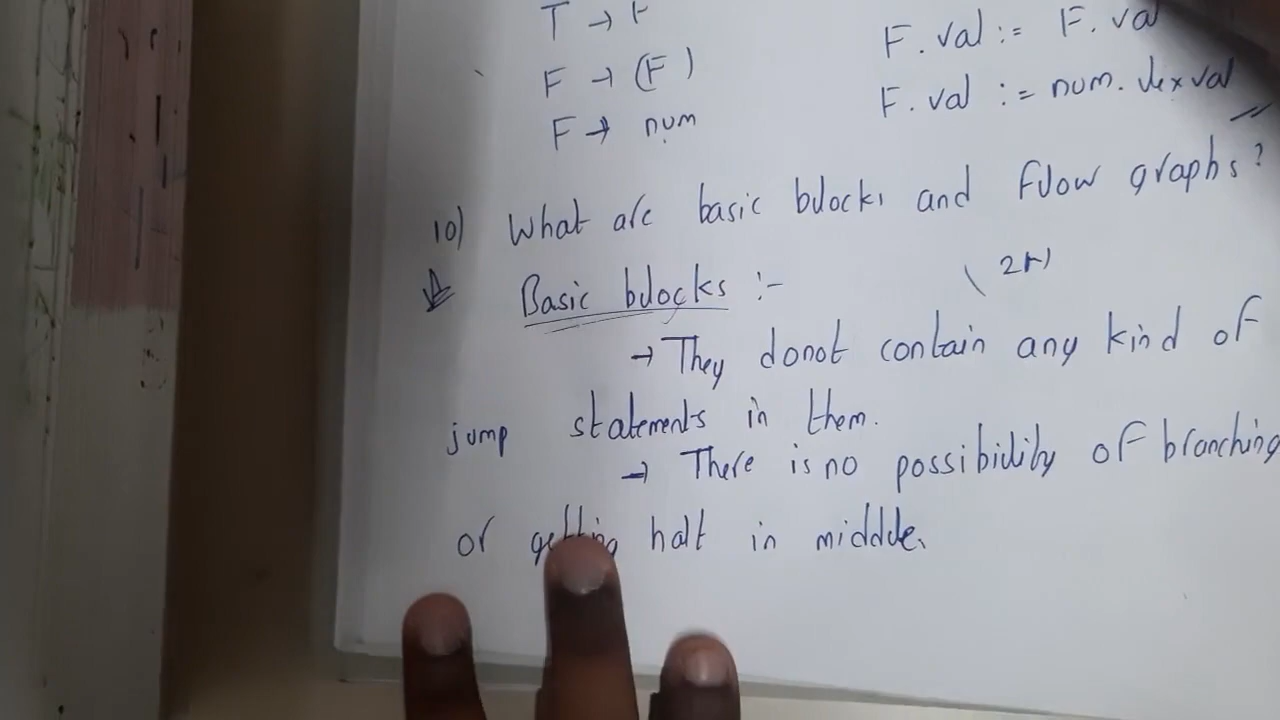 T → F
F → (F)
F → num
F.val := F.val
F.val := num.lexval
10) What are basic blocks and flow graphs?
Basic blocks :-
→ They donot contain any kind of
jump statements in them.
→ There is no possibility of branching
or getting halt in middle.